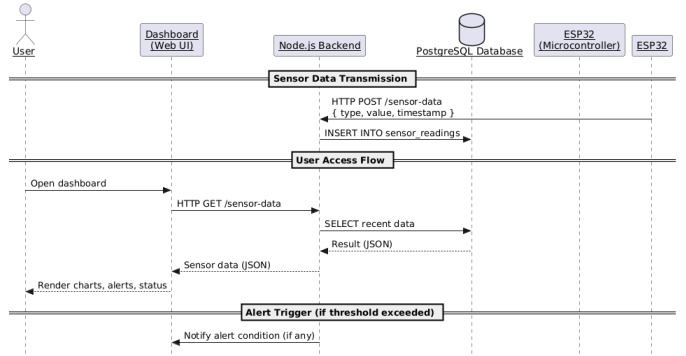 User
Dashboard
(Web UI)
Node.js Backend
PostgreSQL Database
ESP32
(Microcontroller)
ESP32
Sensor Data Transmission
HTTP POST /sensor-data
{ type, value, timestamp }
INSERT INTO sensor_readings
User Access Flow
Open dashboard
HTTP GET /sensor-data
SELECT recent data
Result (JSON)
Sensor data (JSON)
Render charts, alerts, status
Alert Trigger (if threshold exceeded)
Notify alert condition (if any)